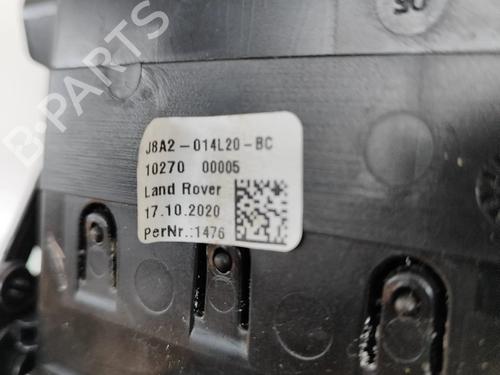 B-PARTS
J8A2-014L20-BC
10270 00005
Land Rover
17.10.2020
PerNr.:1476